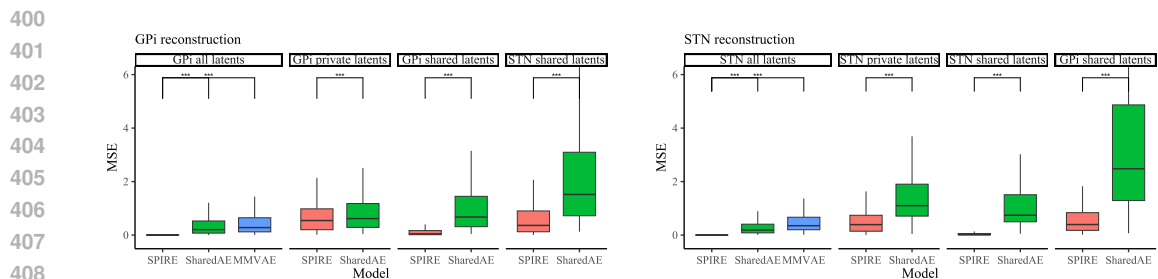 400
401
402
403
404
405
406
407
408
GPi reconstruction
GPi all latents
GPi private latents
GPi shared latents
STN shared latents
*** ***
***
***
***
6
4
2
0
MSE
SPIRE SharedAE MMVAE
SPIRE SharedAE
SPIRE SharedAE
SPIRE SharedAE
Model
STN reconstruction
STN all latents
STN private latents
STN shared latents
GPi shared latents
*** ***
***
***
***
6
4
2
0
MSE
SPIRE SharedAE MMVAE
SPIRE SharedAE
SPIRE SharedAE
SPIRE SharedAE
Model